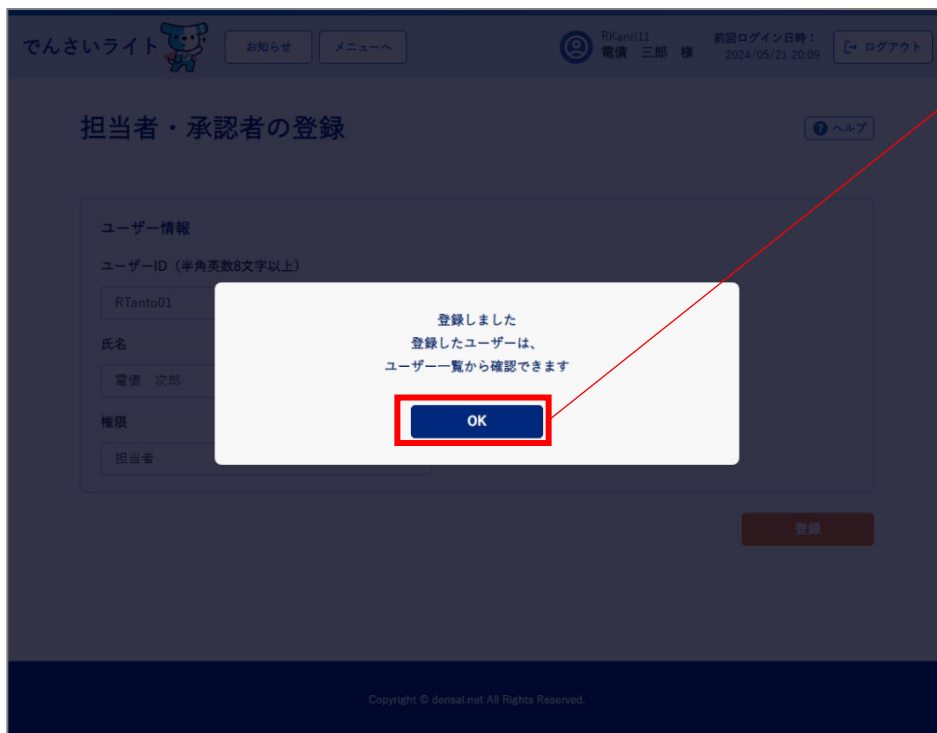 でんさいライト
お知らせ
メニューへ
RKanri11
電債 三郎 様
前回ログイン日時：
2024/05/21 20:09
ログアウト
担当者・承認者の登録
ヘルプ
ユーザー情報
ユーザーID（半角英数8文字以上）
RTanto01
氏名
電債 次郎
権限
担当者
登録しました
登録したユーザーは、
ユーザー一覧から確認できます
OK
登録
Copyright © densai.net All Rights Reserved.